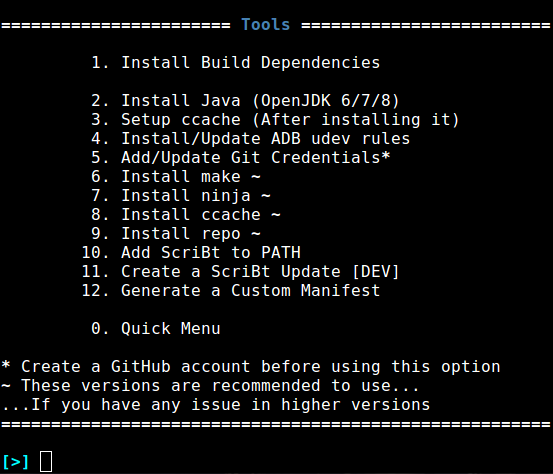 ======================= Tools =========================
1. Install Build Dependencies
2. Install Java (OpenJDK 6/7/8)
3. Setup ccache (After installing it)
4. Install/Update ADB udev rules
5. Add/Update Git Credentials*
6. Install make ~
7. Install ninja ~
8. Install ccache ~
9. Install repo ~
10. Add ScriBt to PATH
11. Create a ScriBt Update [DEV]
12. Generate a Custom Manifest
0. Quick Menu
* Create a GitHub account before using this option
~ These versions are recommended to use...
...If you have any issue in higher versions
=======================================================
[>]